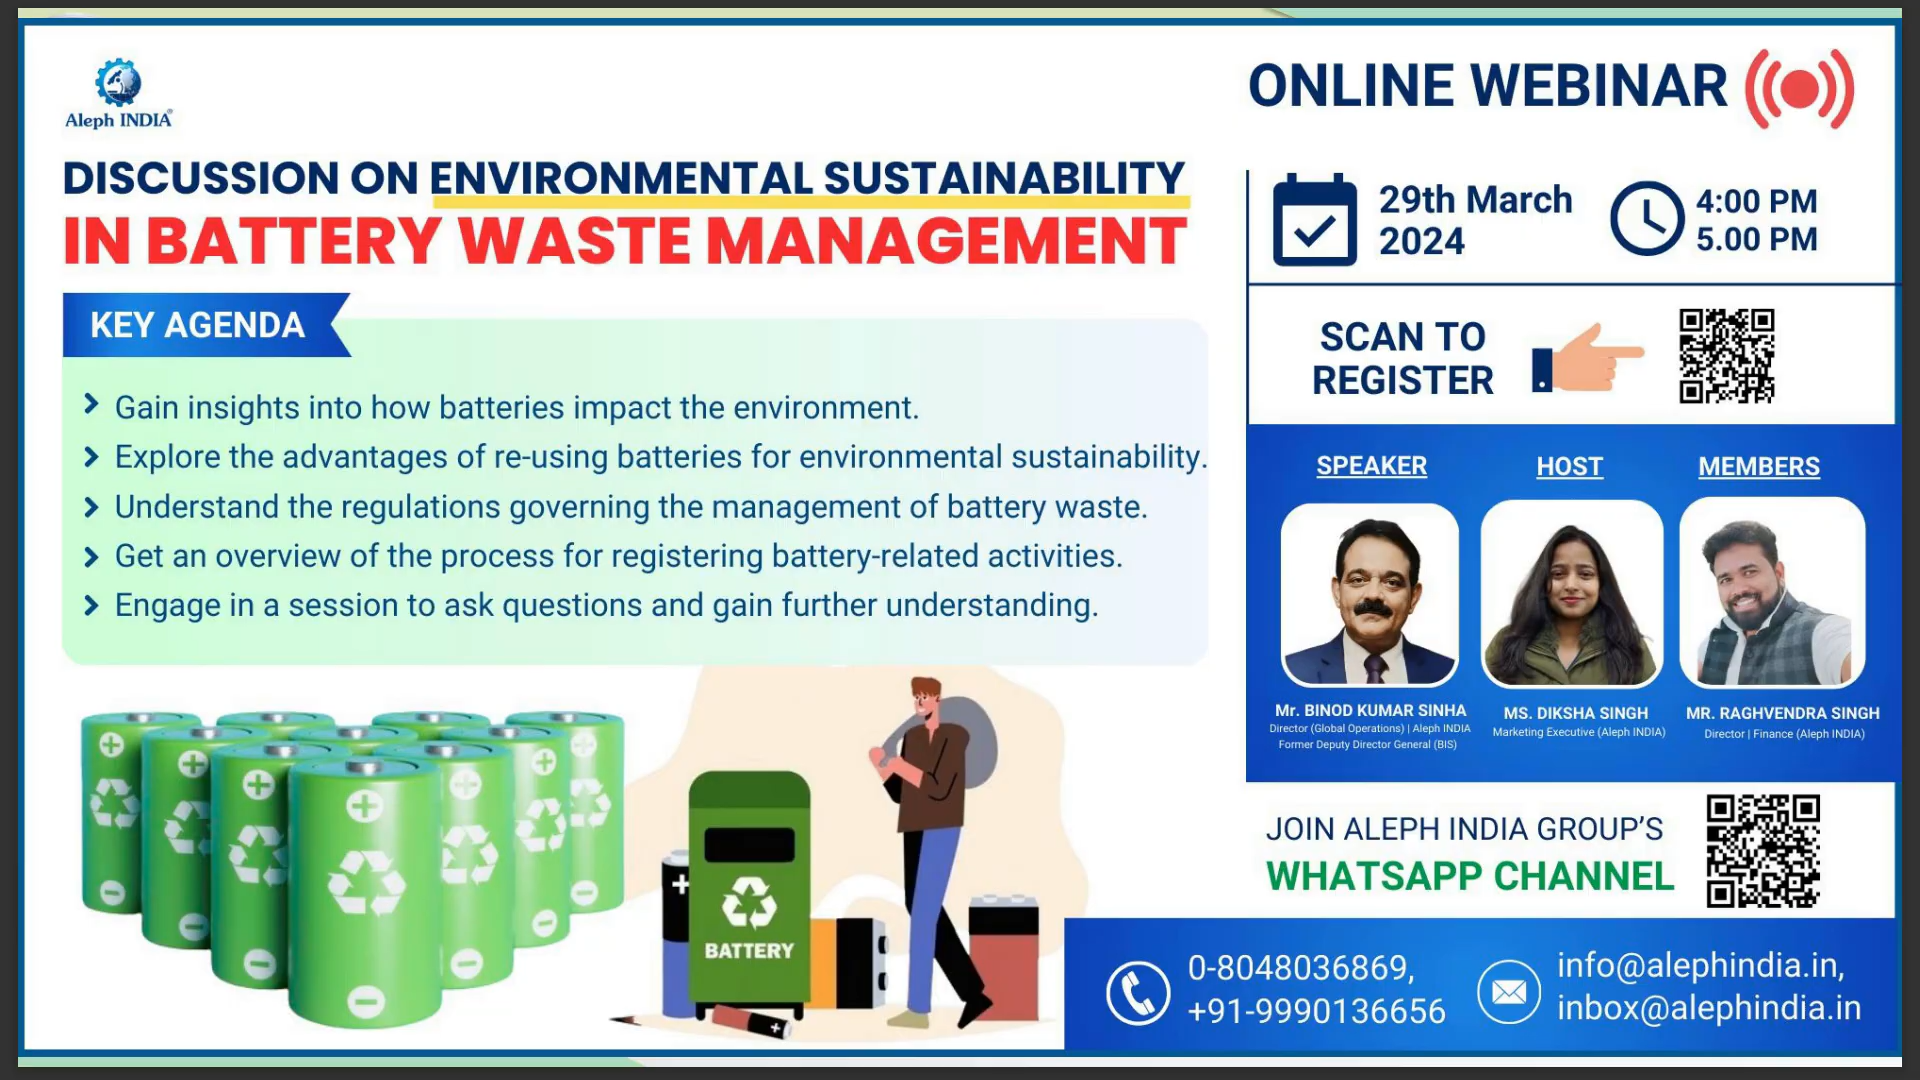 Aleph INDIA®
DISCUSSION ON ENVIRONMENTAL SUSTAINABILITY
IN BATTERY WASTE MANAGEMENT
KEY AGENDA
Gain insights into how batteries impact the environment.
Explore the advantages of re-using batteries for environmental sustainability.
Understand the regulations governing the management of battery waste.
Get an overview of the process for registering battery-related activities.
Engage in a session to ask questions and gain further understanding.
BATTERY
ONLINE WEBINAR
29th March
2024
4:00 PM
5.00 PM
SCAN TO
REGISTER
SPEAKER
Mr. BINOD KUMAR SINHA
Director (Global Operations) | Aleph INDIA
Former Deputy Director General (BIS)
HOST
MS. DIKSHA SINGH
Marketing Executive (Aleph INDIA)
MEMBERS
MR. RAGHVENDRA SINGH
Director | Finance (Aleph INDIA)
JOIN ALEPH INDIA GROUP'S
WHATSAPP CHANNEL
0-8048036869,
+91-9990136656
info@alephindia.in,
inbox@alephindia.in